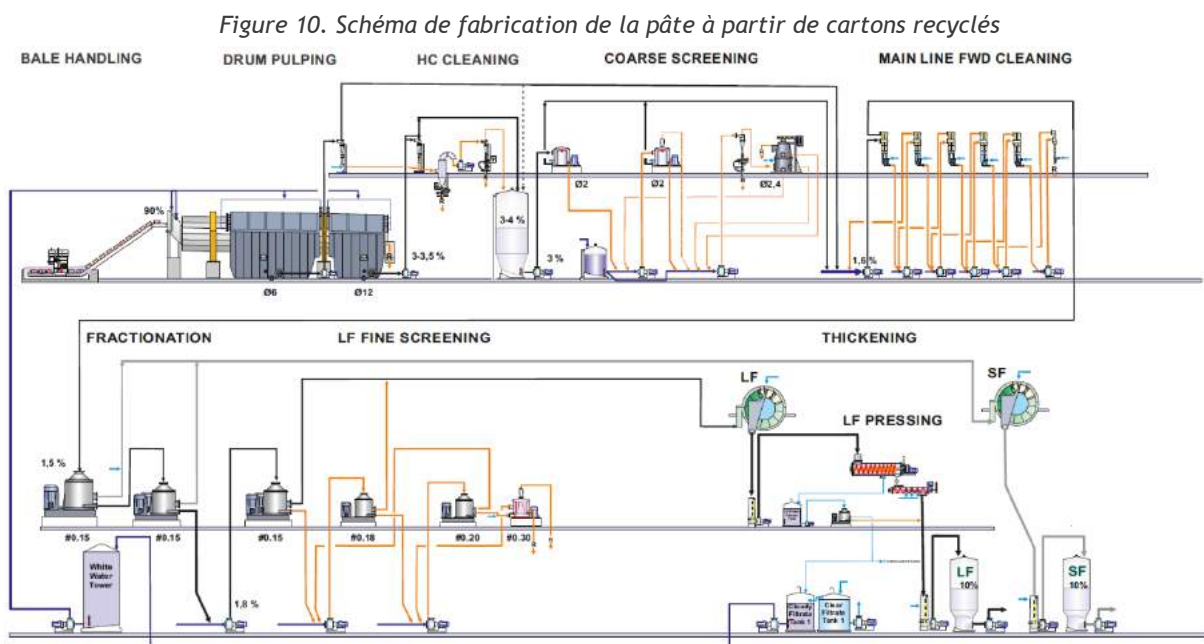 Figure 10. Schéma de fabrication de la pâte à partir de cartons recyclés
BALE HANDLING DRUM PULPING HC CLEANING COARSE SCREENING MAIN LINE FWD CLEANING
90%
Ø6
Ø12
R
3-3,5 %
R
R
3-4 %
3 %
Ø2
Ø2
R
Ø2,4
1,6 %
R
FRACTIONATION LF FINE SCREENING THICKENING
LF
SF
LF PRESSING
1,5 %
#0.15 #0.15 #0.15 #0.18 #0.20 #0.30
R
White
Water
Tower
1,8 %
Cloudy
Filtrate
Tank 1
Clear
Filtrate
Tank 1
LF
10%
SF
10%